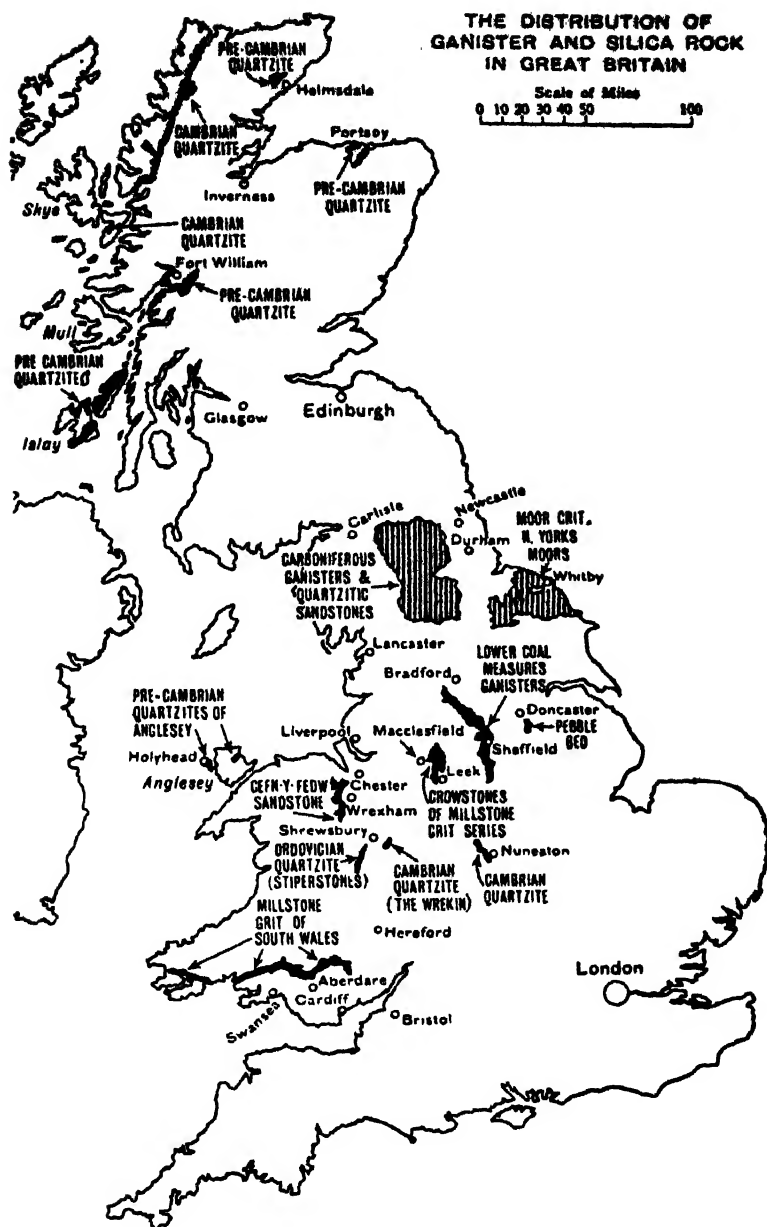 THE DISTRIBUTION OF
GANISTER AND SILICA ROCK
IN GREAT BRITAIN
Scale of Miles
0 10 20 30 40 50 100
PRE-CAMBRIAN
QUARTZITE
Helmsdale
CAMBRIAN
QUARTZITE
Portsoy
Inverness
PRE-CAMBRIAN
QUARTZITE
Skye
CAMBRIAN
QUARTZITE
Fort William
PRE-CAMBRIAN
QUARTZITE
Mull
PRE CAMBRIAN
QUARTZITE
Islay
Glasgow
Edinburgh
Carlisle
Newcastle
Durham
MOOR GRIT.
N. YORKS
MOORS
Whitby
CARBONIFEROUS
GANISTERS &
QUARTZITIC
SANDSTONES
Lancaster
Bradford
LOWER COAL
MEASURES
GANISTERS
Doncaster
PEBBLE
BED
Sheffield
PRE-CAMBRIAN
QUARTZITES OF
ANGLESEY
Holyhead
Anglesey
Liverpool
Macclesfield
Leek
Chester
CEFN-Y-FEDW
SANDSTONE
Wrexham
CROWSTONES
OF MILLSTONE
GRIT SERIES
Shrewsbury
ORDOVICIAN
QUARTZITE
(STIPERSTONES)
CAMBRIAN
QUARTZITE
(THE WREKIN)
Nuneaton
CAMBRIAN
QUARTZITE
MILLSTONE
GRIT OF
SOUTH WALES
Hereford
Aberdare
Swansea
Cardiff
Bristol
London